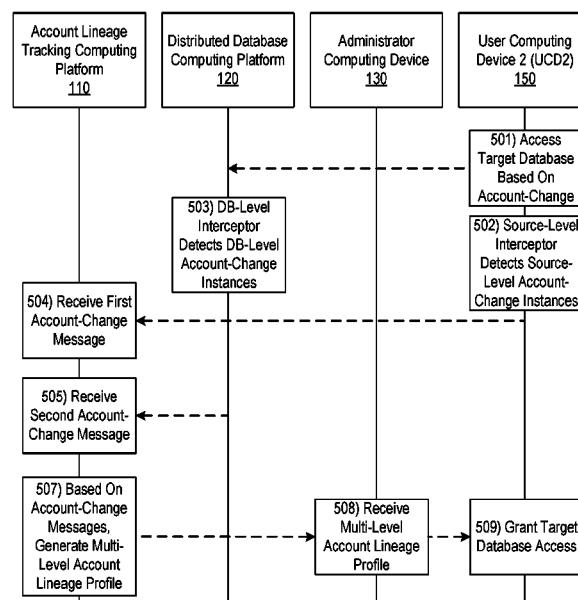 Account Lineage
Tracking Computing
Platform
110
Distributed Database
Computing Platform
120
Administrator
Computing Device
130
User Computing
Device 2 (UCD2)
150
501) Access
Target Database
Based On
Account-Change
503) DB-Level
Interceptor
Detects DB-Level
Account-Change
Instances
502) Source-Level
Interceptor
Detects Source-
Level Account-
Change Instances
504) Receive First
Account-Change
Message
505) Receive
Second Account-
Change Message
507) Based On
Account-Change
Messages,
Generate Multi-
Level Account
Lineage Profile
508) Receive
Multi-Level
Account Lineage
Profile
509) Grant Target
Database Access